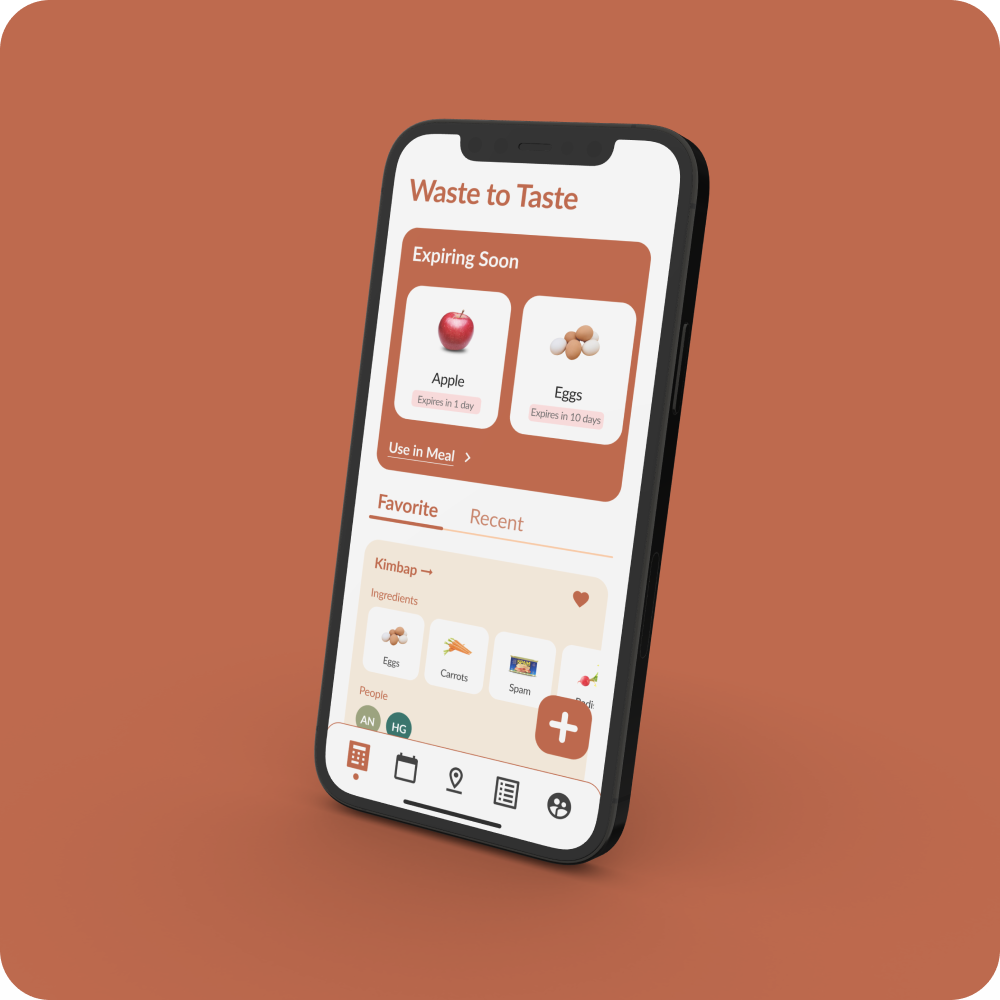 Waste to Taste
Expiring Soon
Apple
Expires in 1 day
Eggs
Expires in 10 days
Use in Meal
Favorite
Recent
Kimbap →
Ingredients
Eggs
Carrots
Spam
People
AN
HG